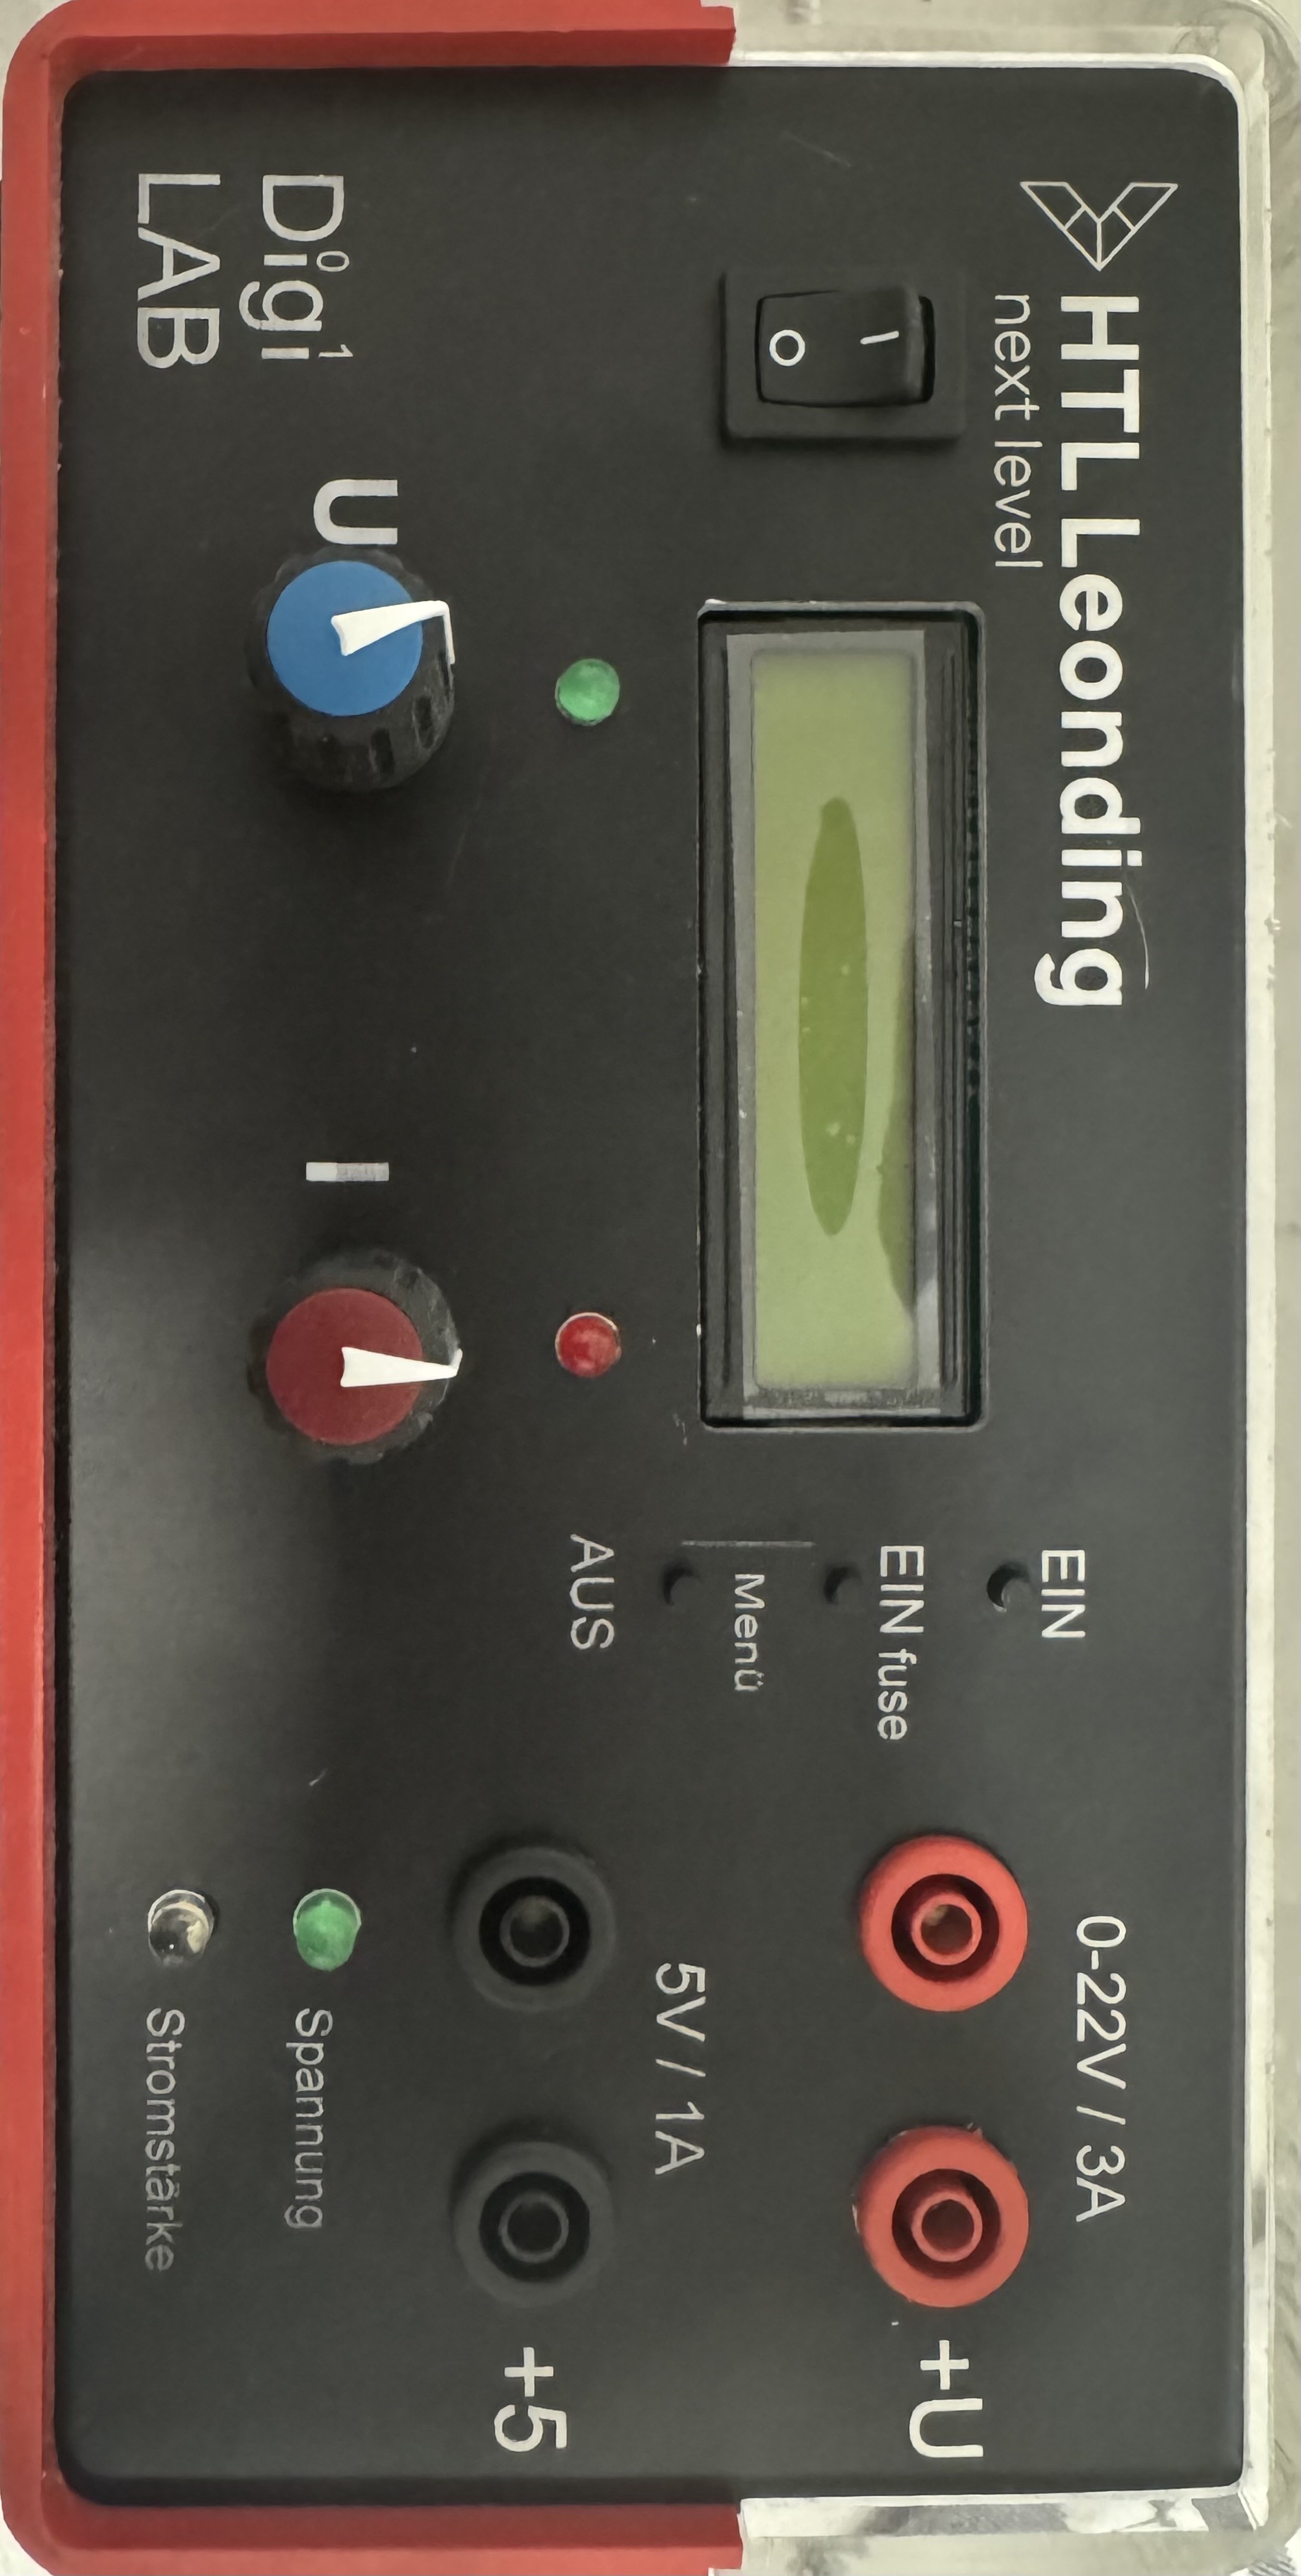 HTL Leonding
next level
EIN
0-22V / 3A
EIN fuse
+U
Menü
AUS
5V / 1A
+5
U
I
Digi
0 1
LAB
Spannung
Stromstärke
I
O